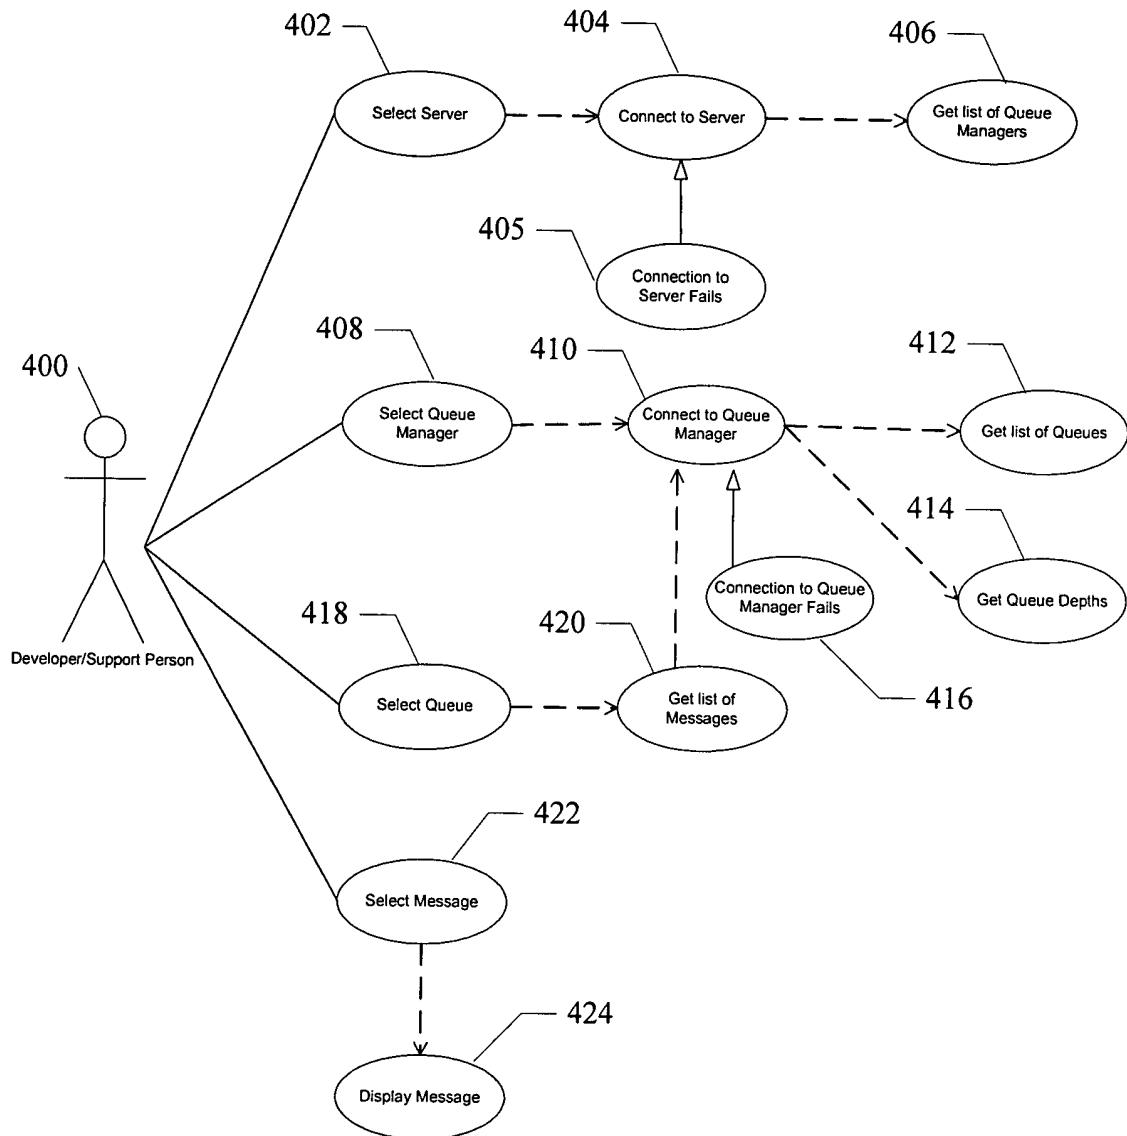 402
404
406
Select Server
Connect to Server
Get list of Queue
Managers
405
Connection to
Server Fails
408
410
412
400
Select Queue
Manager
Connect to Queue
Manager
Get list of Queues
414
Connection to Queue
Manager Fails
Get Queue Depths
418
420
Developer/Support Person
416
Select Queue
Get list of
Messages
422
Select Message
424
Display Message